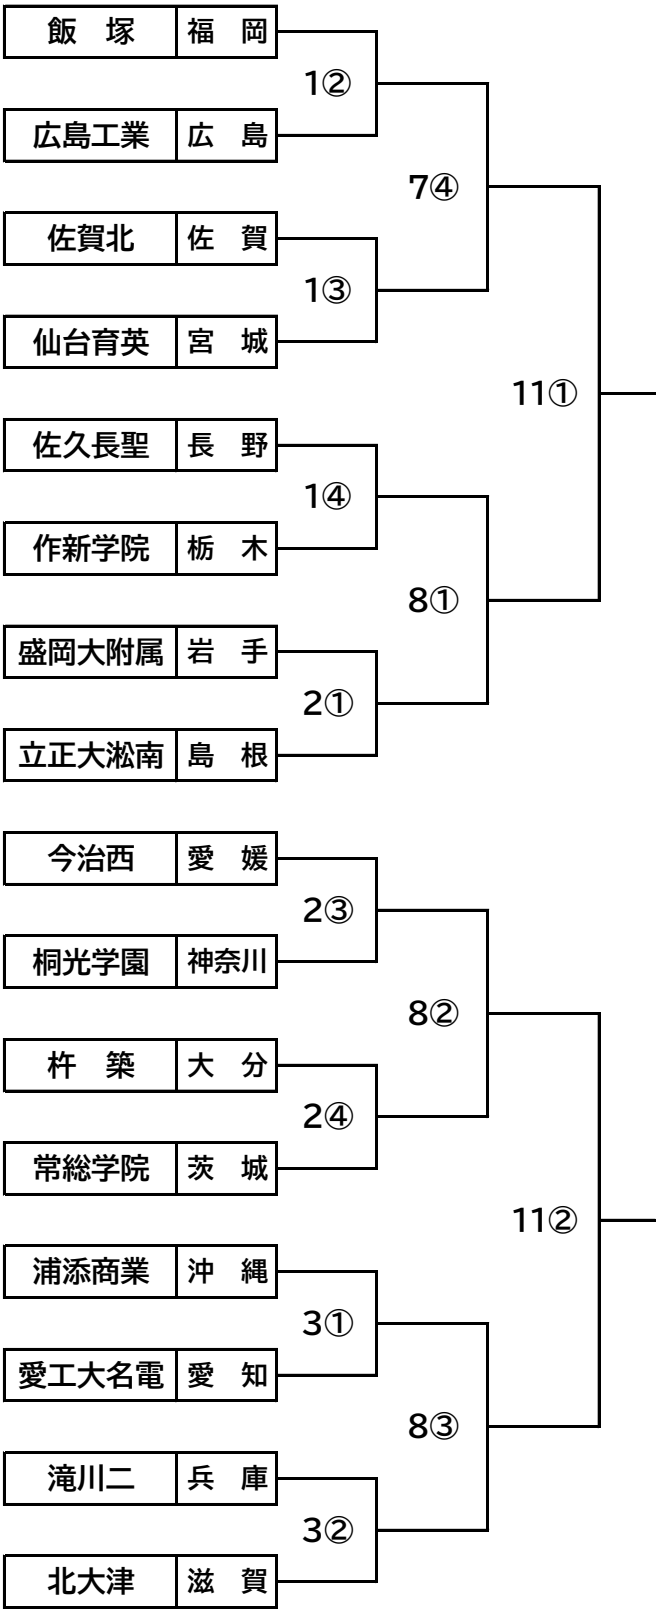 飯　塚 福　岡
1②
広島工業 広　島
7④
佐賀北 佐　賀
1③
仙台育英 宮　城
11①
佐久長聖 長　野
1④
作新学院 栃　木
8①
盛岡大附属 岩　手
2①
立正大淞南 島　根
今治西 愛　媛
2③
桐光学園 神奈川
8②
杵　築 大　分
2④
常総学院 茨　城
11②
浦添商業 沖　縄
3①
愛工大名電 愛　知
8③
滝川二 兵　庫
3②
北大津 滋　賀